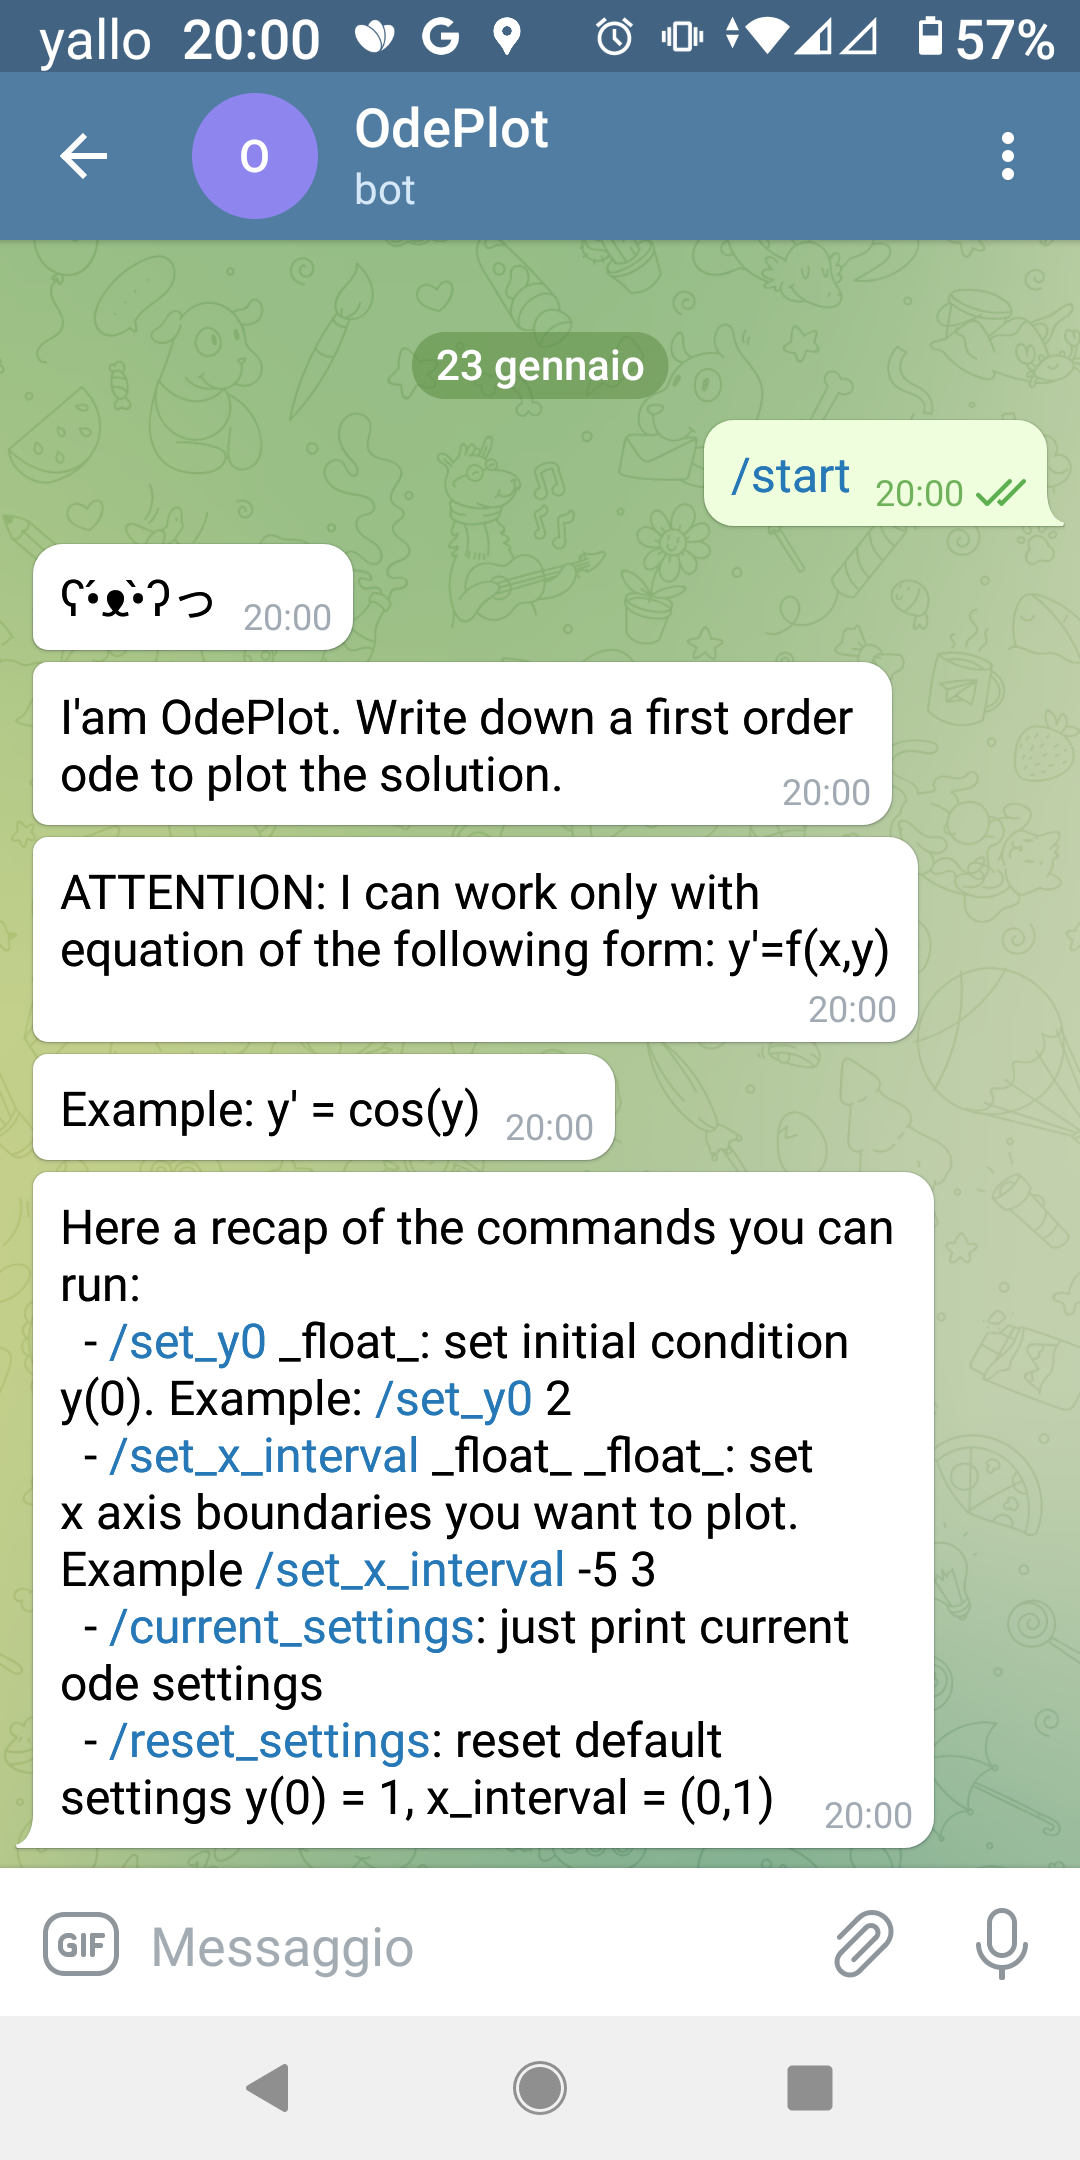 yallo 20:00 G 57%
O
OdePlot
bot
23 gennaio
/start 20:00
ʕ•́ᴥ•̀ʔっ 20:00
I'am OdePlot. Write down a first order
ode to plot the solution.
20:00
ATTENTION: I can work only with
equation of the following form: y'=f(x,y)
20:00
Example: y' = cos(y) 20:00
Here a recap of the commands you can
run:
- /set_y0 _float_: set initial condition
y(0). Example: /set_y0 2
- /set_x_interval _float_ _float_: set
x axis boundaries you want to plot.
Example /set_x_interval -5 3
- /current_settings: just print current
ode settings
- /reset_settings: reset default
settings y(0) = 1, x_interval = (0,1) 20:00
GIF Messaggio